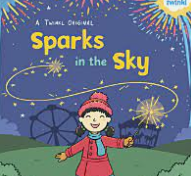 twinkl
A TWINKL ORIGINAL
Sparks
in the Sky